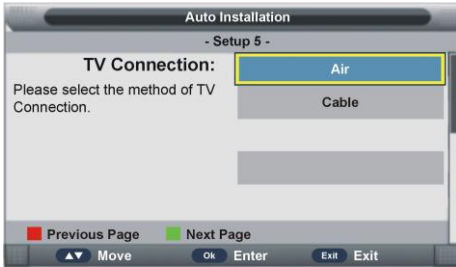 Auto Installation
- Setup 5 -
TV Connection:
Please select the method of TV
Connection.
Air
Cable
Previous Page Next Page
Move Ok Enter Exit Exit